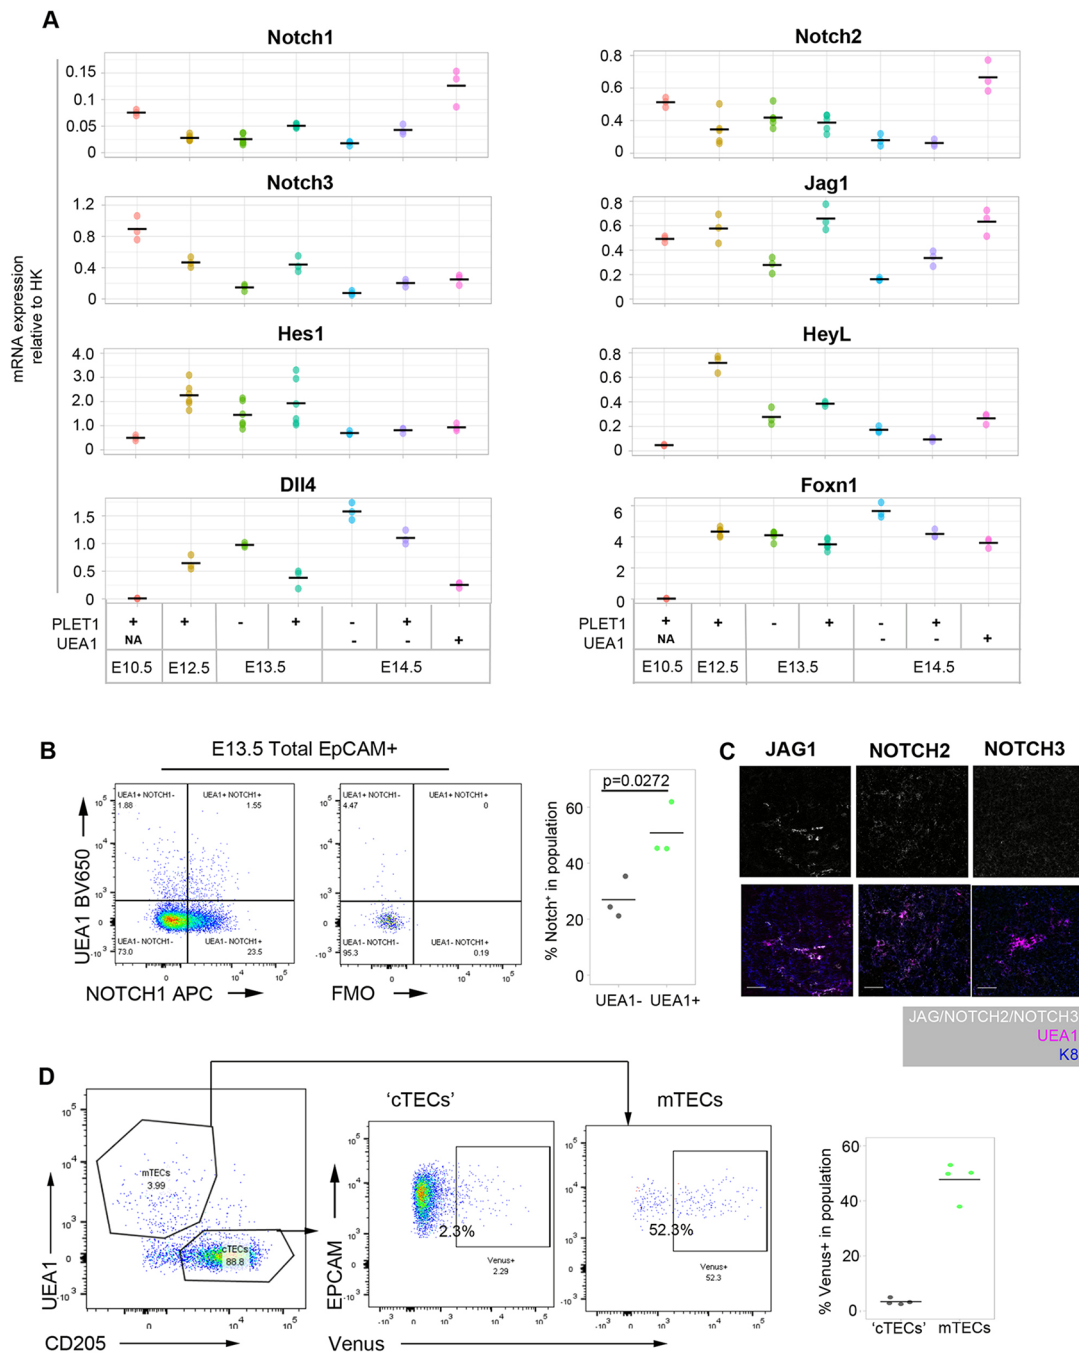 A
Notch1
Notch2
0.15
0.1
0.05
0
0.8
0.6
0.4
0
Notch3
Jag1
1.2
0.8
0.4
0
0.8
0.6
0.4
0.2
0
mRNA expression
relative to HK
Hes1
HeyL
4.0
3.0
2.0
1.0
0
0.8
0.6
0.4
0.2
0
Dll4
Foxn1
1.5
1.0
0.5
0
6
4
2
0
PLET1 + + - + - + 
UEA1 NA - - +
E10.5 E12.5 E13.5 E14.5
PLET1 + + - + - +
UEA1 NA - - +
E10.5 E12.5 E13.5 E14.5
B
E13.5 Total EpCAM+
UEA1+ NOTCH1- 1.88
UEA1+ NOTCH1+ 1.55
UEA1- NOTCH1- 73.0
UEA1- NOTCH1+ 23.5
UEA1 BV650
NOTCH1 APC
UEA1+ NOTCH1- 4.47
UEA1+ NOTCH1+ 0
UEA1- NOTCH1- 95.3
UEA1- NOTCH1+ 0.19
FMO
p=0.0272
% Notch+ in population
60
40
20
0
UEA1- UEA1+
C
JAG1 NOTCH2 NOTCH3
JAG/NOTCH2/NOTCH3
UEA1
K8
D
mTECs
3.99
cTECs
88.8
UEA1
CD205
'cTECs'
2.3%
Venus+
2.29
EPCAM
Venus
mTECs
52.3%
Venus+
52.3
% Venus+ in population
60
40
20
0
'cTECs' mTECs